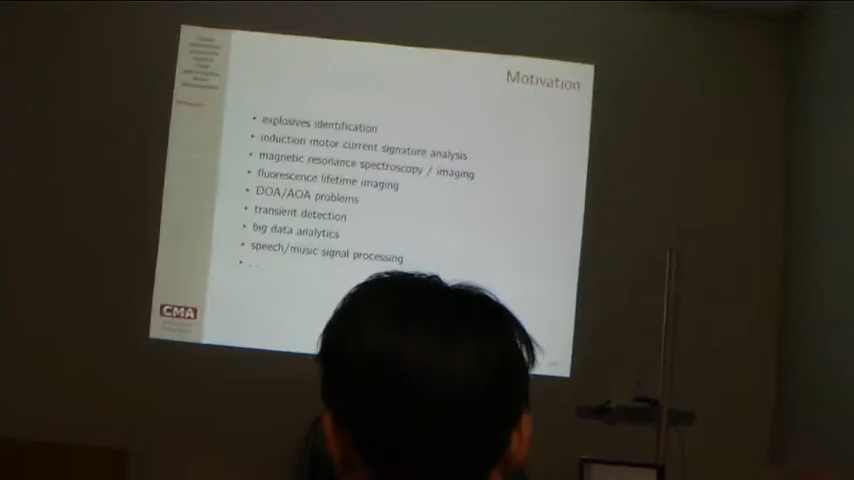 Motivation
• explosives identification
• induction motor current signature analysis
• magnetic resonance spectroscopy / imaging
• fluorescence lifetime imaging
• DOA/AOA problems
• transient detection
• big data analytics
• speech/music signal processing
• ...
CMA